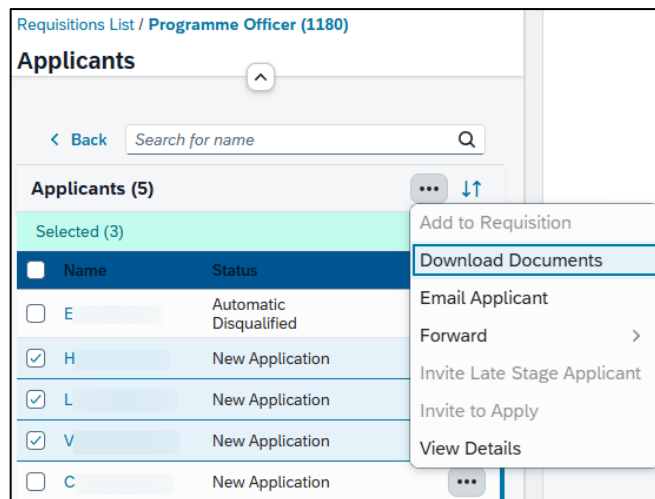 Requisitions List / Programme Officer (1180)
Applicants
Back
Search for name
Applicants (5)
Selected (3)
Name Status
E Automatic
Disqualified
H New Application
L New Application
V New Application
C New Application
Add to Requisition
Download Documents
Email Applicant
Forward
Invite Late Stage Applicant
Invite to Apply
View Details